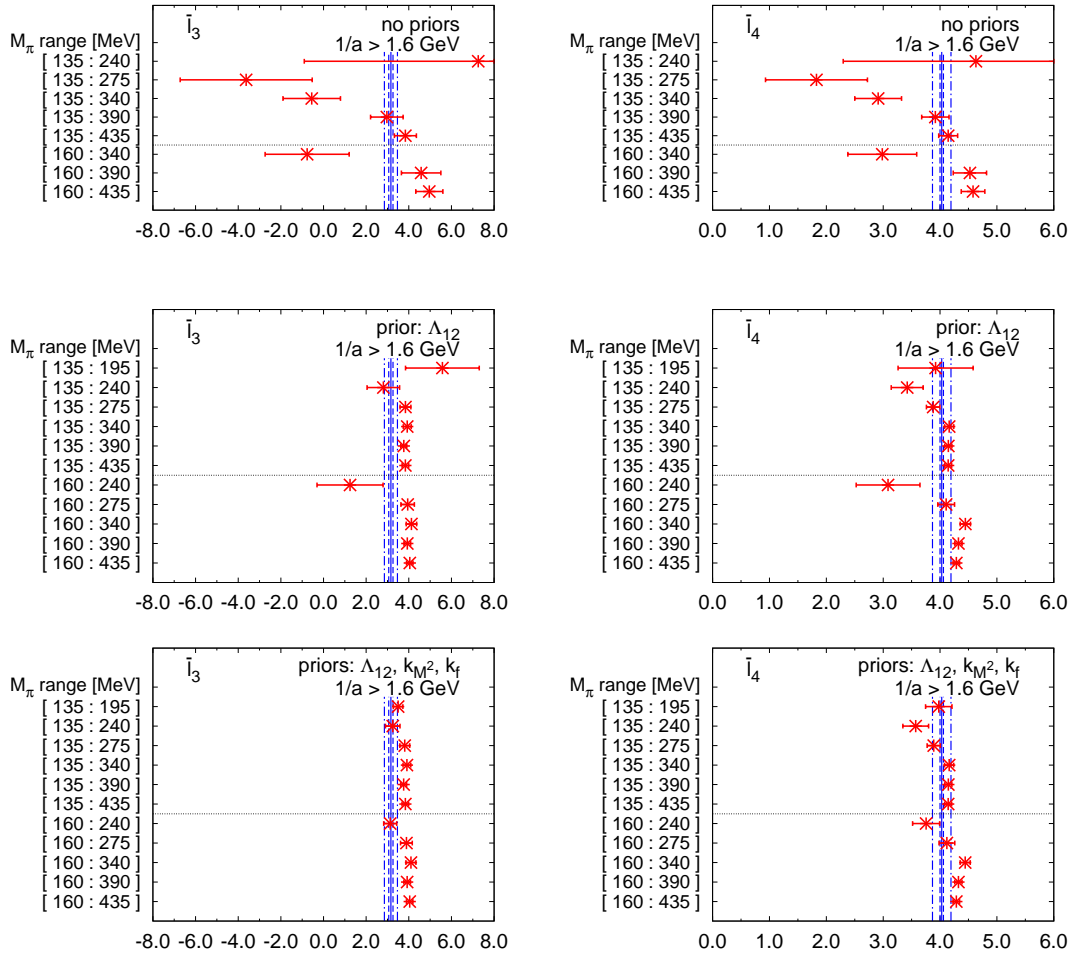 l̄₃ no priors
M_π range [MeV] 1/a > 1.6 GeV
[ 135 : 240 ]
[ 135 : 275 ]
[ 135 : 340 ]
[ 135 : 390 ]
[ 135 : 435 ]
[ 160 : 340 ]
[ 160 : 390 ]
[ 160 : 435 ]
-8.0 -6.0 -4.0 -2.0 0.0 2.0 4.0 6.0 8.0
l̄₄ no priors
M_π range [MeV] 1/a > 1.6 GeV
[ 135 : 240 ]
[ 135 : 275 ]
[ 135 : 340 ]
[ 135 : 390 ]
[ 135 : 435 ]
[ 160 : 340 ]
[ 160 : 390 ]
[ 160 : 435 ]
0.0 1.0 2.0 3.0 4.0 5.0 6.0
l̄₃ prior: Λ₁₂
M_π range [MeV] 1/a > 1.6 GeV
[ 135 : 195 ]
[ 135 : 240 ]
[ 135 : 275 ]
[ 135 : 340 ]
[ 135 : 390 ]
[ 135 : 435 ]
[ 160 : 240 ]
[ 160 : 275 ]
[ 160 : 340 ]
[ 160 : 390 ]
[ 160 : 435 ]
-8.0 -6.0 -4.0 -2.0 0.0 2.0 4.0 6.0 8.0
l̄₄ prior: Λ₁₂
M_π range [MeV] 1/a > 1.6 GeV
[ 135 : 195 ]
[ 135 : 240 ]
[ 135 : 275 ]
[ 135 : 340 ]
[ 135 : 390 ]
[ 135 : 435 ]
[ 160 : 240 ]
[ 160 : 275 ]
[ 160 : 340 ]
[ 160 : 390 ]
[ 160 : 435 ]
0.0 1.0 2.0 3.0 4.0 5.0 6.0
l̄₃ priors: Λ₁₂, k_M², k_f
M_π range [MeV] 1/a > 1.6 GeV
[ 135 : 195 ]
[ 135 : 240 ]
[ 135 : 275 ]
[ 135 : 340 ]
[ 135 : 390 ]
[ 135 : 435 ]
[ 160 : 240 ]
[ 160 : 275 ]
[ 160 : 340 ]
[ 160 : 390 ]
[ 160 : 435 ]
-8.0 -6.0 -4.0 -2.0 0.0 2.0 4.0 6.0 8.0
l̄₄ priors: Λ₁₂, k_M², k_f
M_π range [MeV] 1/a > 1.6 GeV
[ 135 : 195 ]
[ 135 : 240 ]
[ 135 : 275 ]
[ 135 : 340 ]
[ 135 : 390 ]
[ 135 : 435 ]
[ 160 : 240 ]
[ 160 : 275 ]
[ 160 : 340 ]
[ 160 : 390 ]
[ 160 : 435 ]
0.0 1.0 2.0 3.0 4.0 5.0 6.0